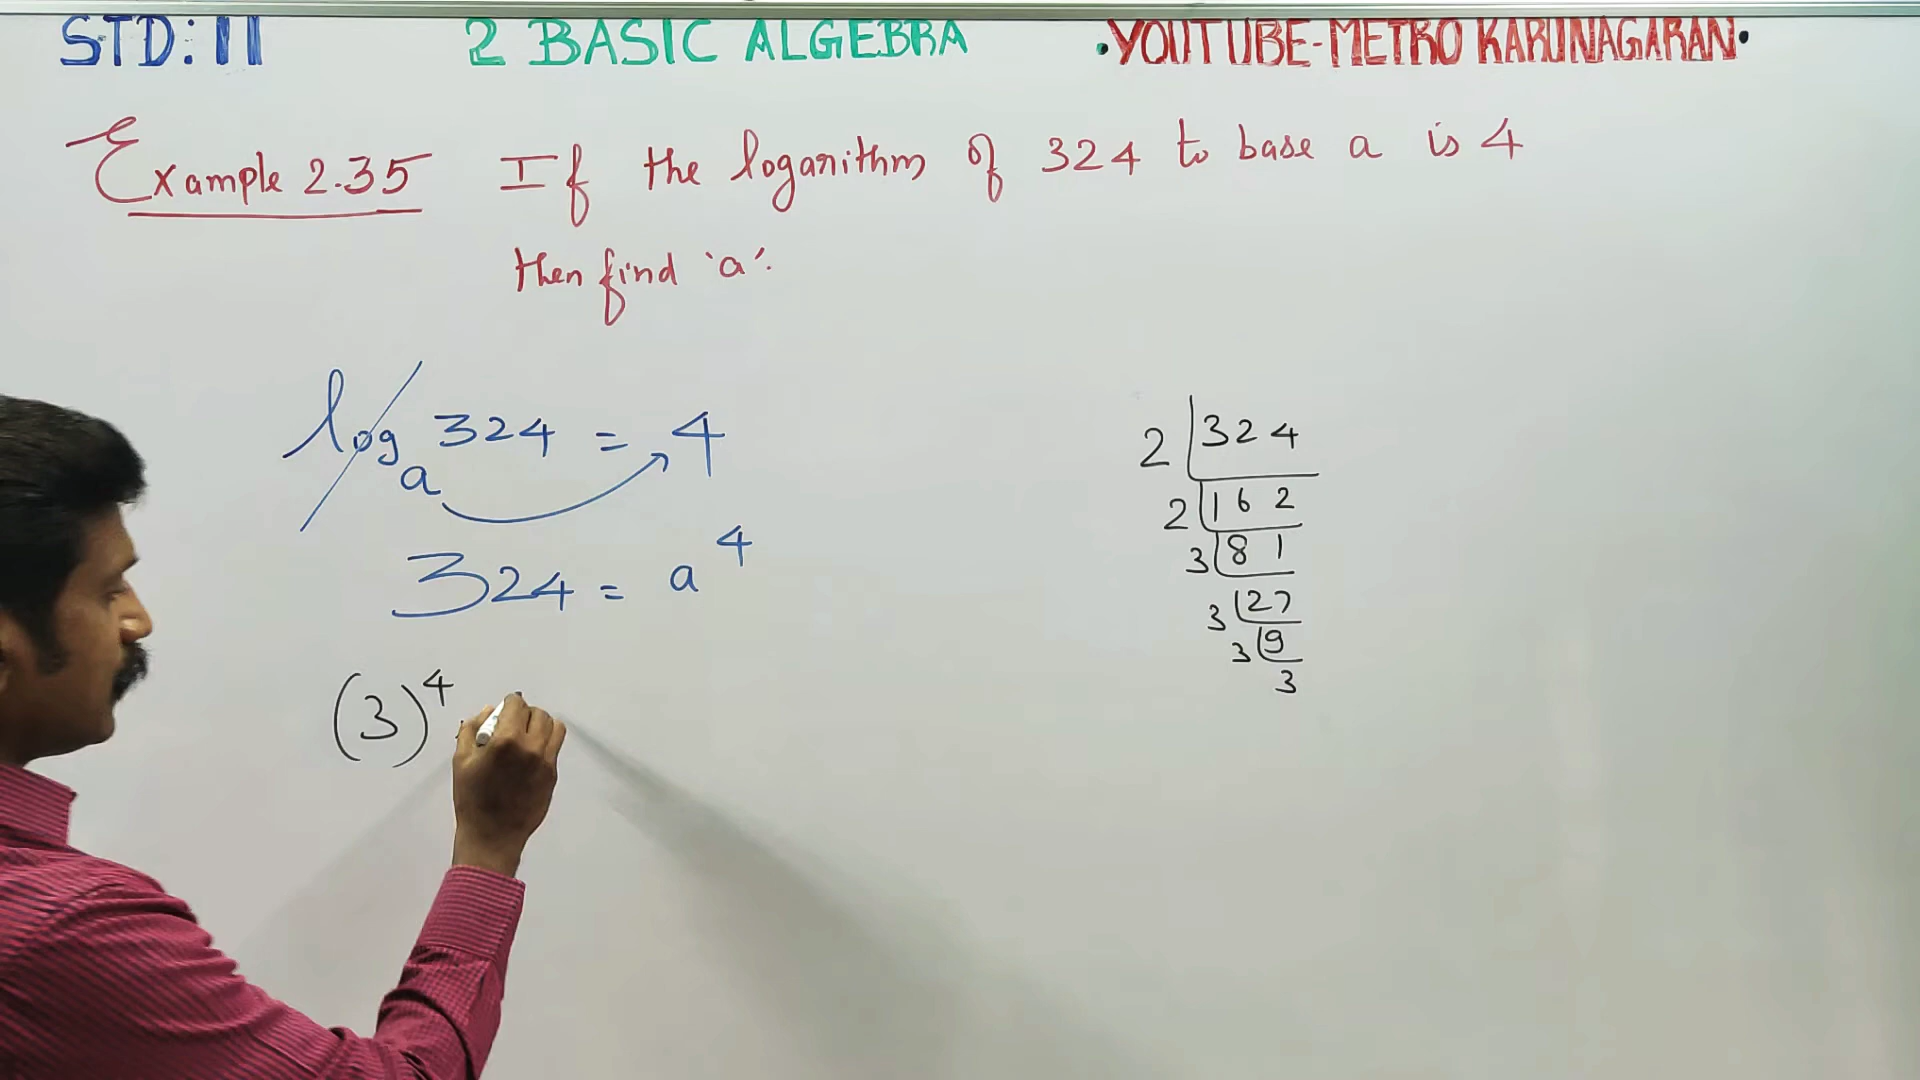 STD: 11 2 BASIC ALGEBRA •YOUTUBE-METRO KARUNAGARAN•
Example 2.35 If the logarithm of 324 to base a is 4
then find 'a'.
logₐ 324 = 4
324 = a⁴
(3)⁴
2 324
2 162
3 81
3 27
3 9
3